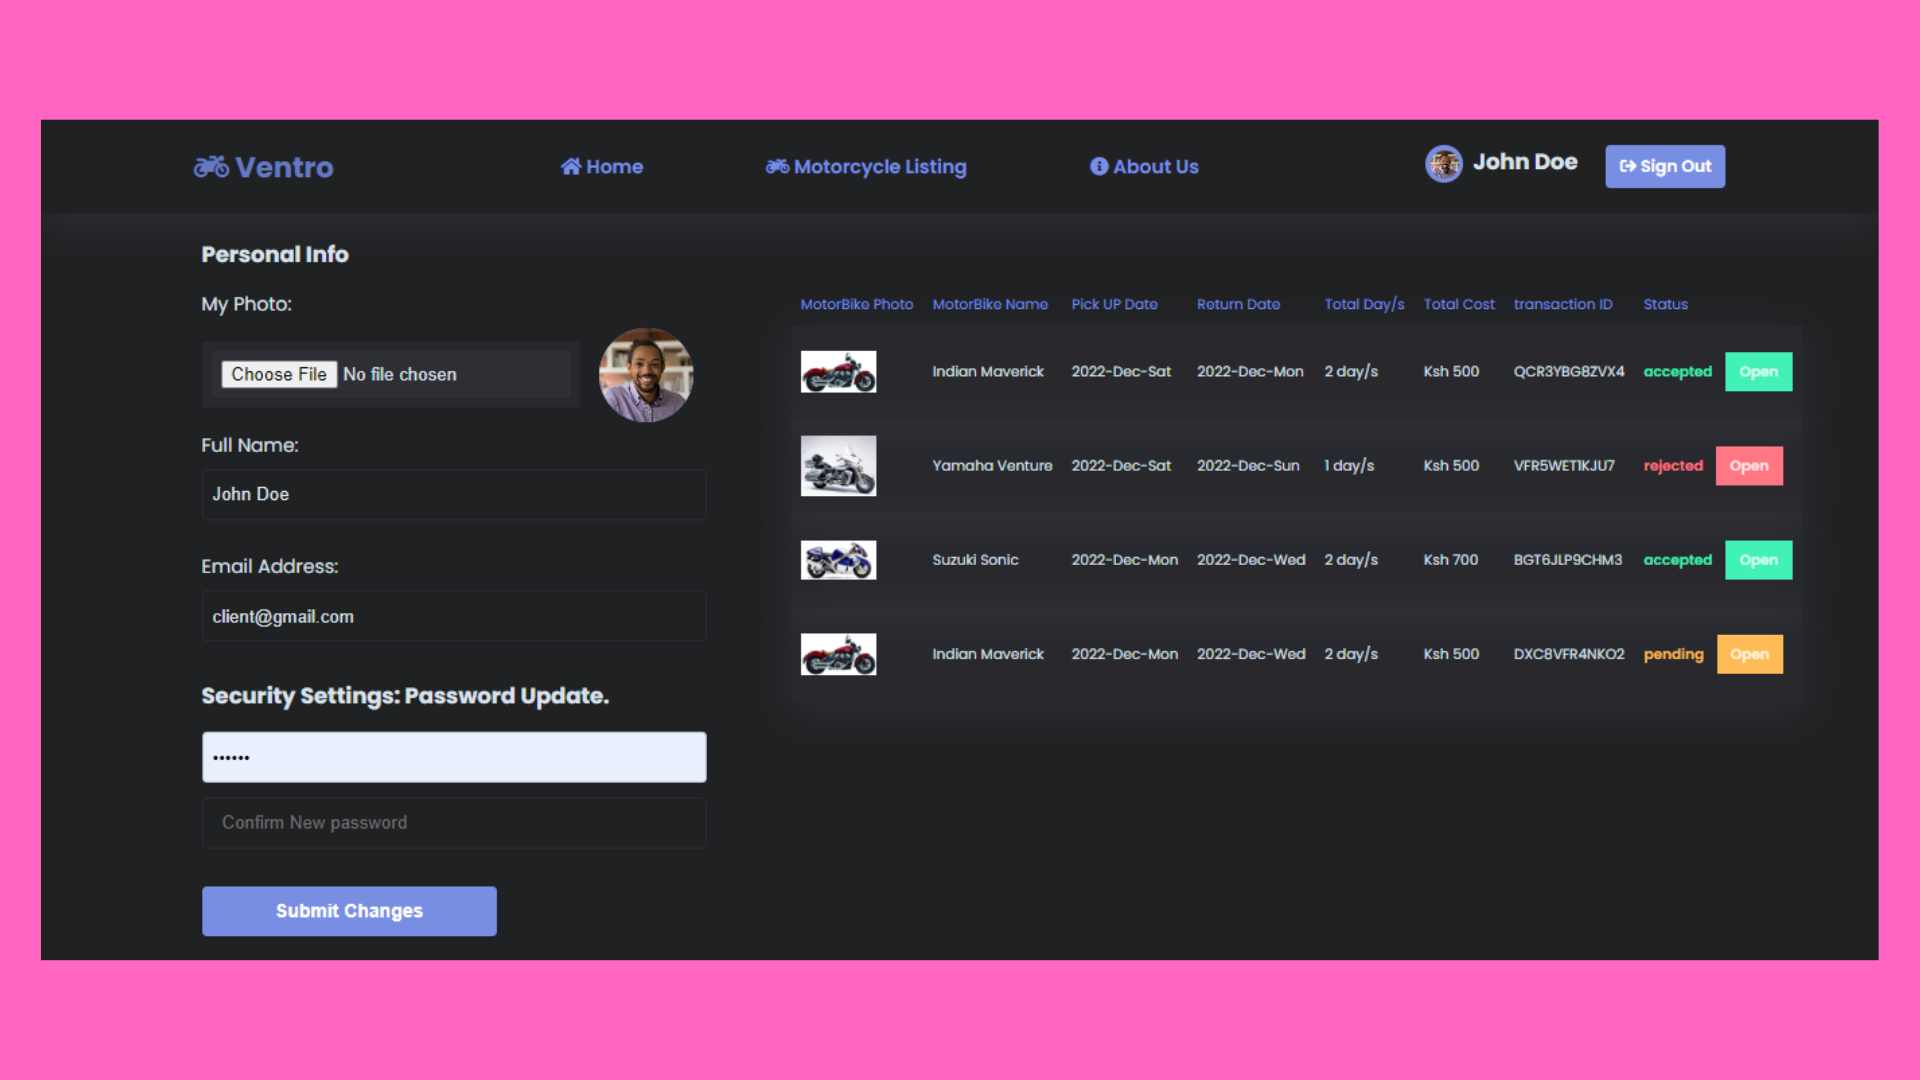 Ventro
Home
Motorcycle Listing
About Us
John Doe
Sign Out
Personal Info
My Photo:
Choose File No file chosen
Full Name:
John Doe
Email Address:
client@gmail.com
Security Settings: Password Update.
••••••
Confirm New password
Submit Changes
MotorBike Photo MotorBike Name Pick UP Date Return Date Total Day/s Total Cost transaction ID Status
Indian Maverick 2022-Dec-Sat 2022-Dec-Mon 2 day/s Ksh 500 QCR3YBG8ZVX4 accepted Open
Yamaha Venture 2022-Dec-Sat 2022-Dec-Sun 1 day/s Ksh 500 VFR5WET1KJU7 rejected Open
Suzuki Sonic 2022-Dec-Mon 2022-Dec-Wed 2 day/s Ksh 700 BGT6JLP9CHM3 accepted Open
Indian Maverick 2022-Dec-Mon 2022-Dec-Wed 2 day/s Ksh 500 DXC8VFR4NKO2 pending Open